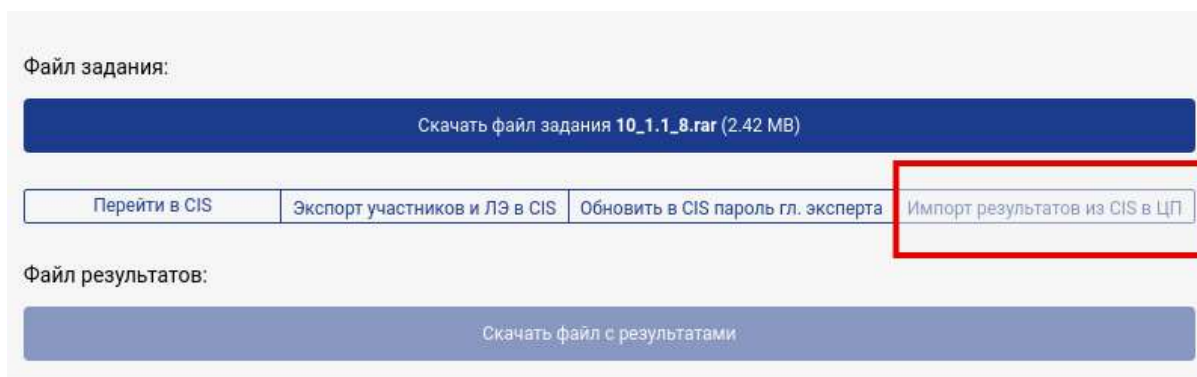 Файл задания:
Скачать файл задания 10_1.1_8.rar (2.42 MB)
Перейти в CIS Экспорт участников и ЛЭ в CIS Обновить в CIS пароль гл. эксперта Импорт результатов из CIS в ЦП
Файл результатов:
Скачать файл с результатами